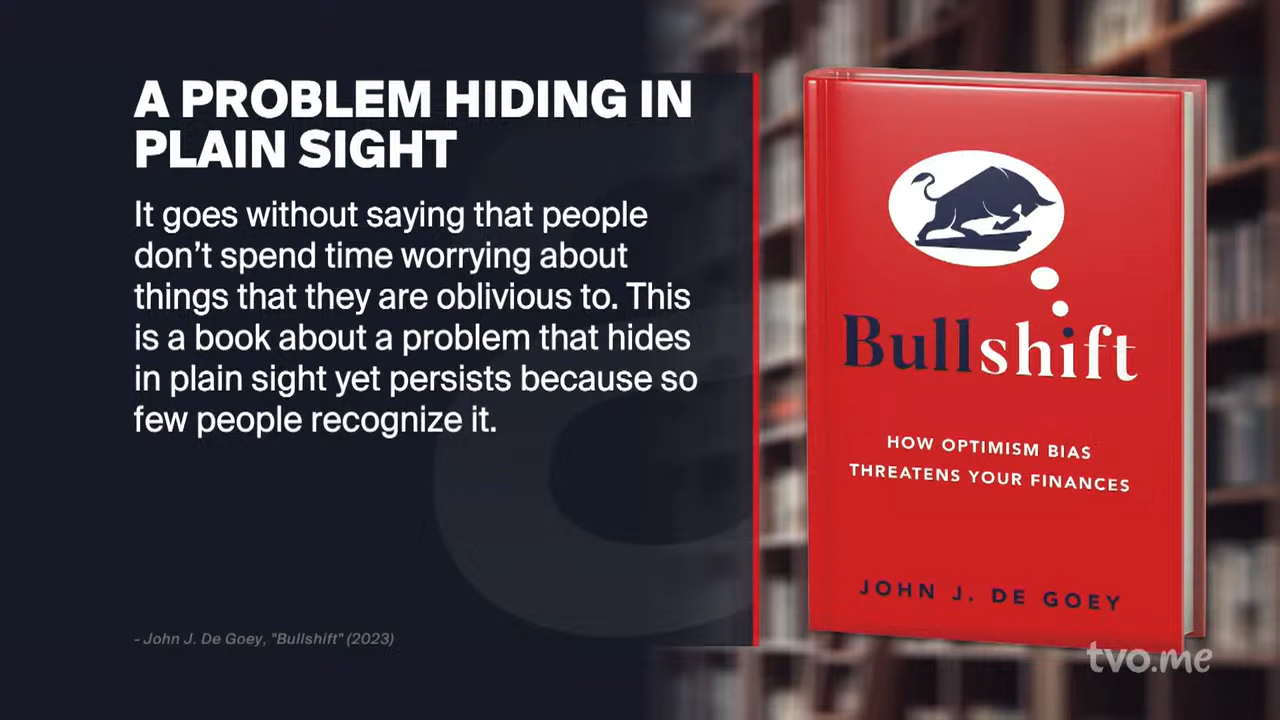 A PROBLEM HIDING IN
PLAIN SIGHT
It goes without saying that people
don’t spend time worrying about
things that they are oblivious to. This
is a book about a problem that hides
in plain sight yet persists because so
few people recognize it.
- John J. De Goey, "Bullshift" (2023)
Bullshift
HOW OPTIMISM BIAS
THREATENS YOUR FINANCES
JOHN J. DE GOEY
tvo.me